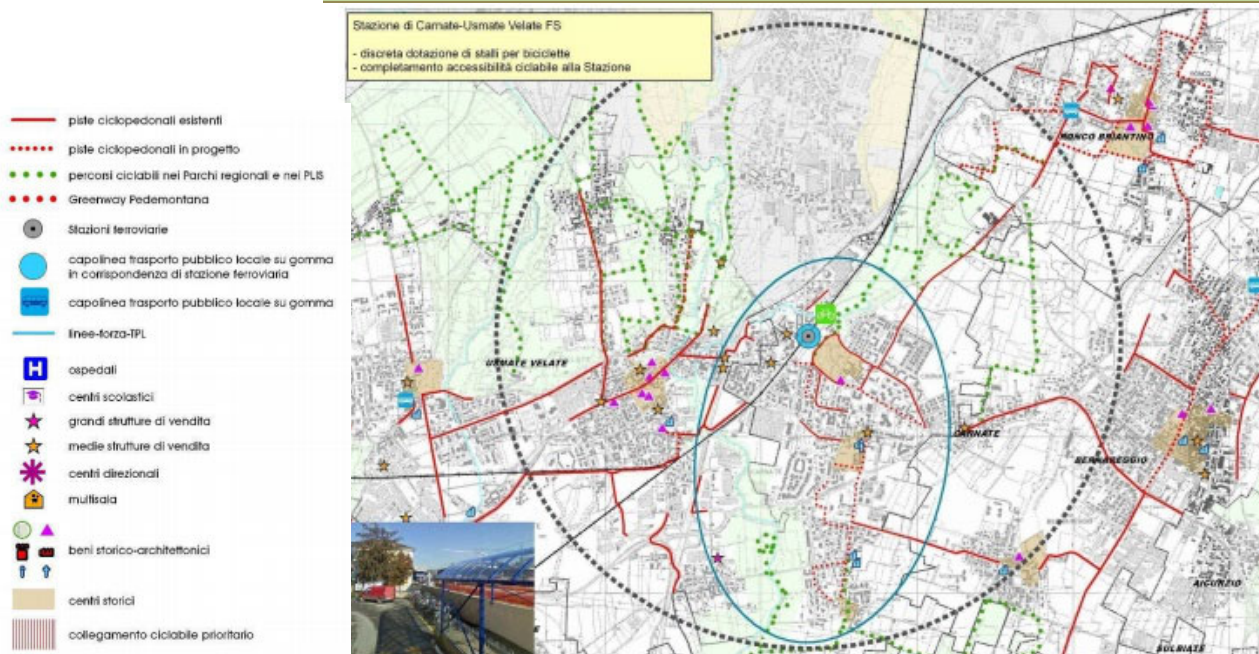 Stazione di Carnate-Usmate Velate FS
- discreta dotazione di stalli per biciclette
- completamento accessibilità ciclabile alla Stazione
piste ciclopedonali esistenti
piste ciclopedonali in progetto
percorsi ciclabili nei Parchi regionali e nel PLIS
Greenway Pedemontana
Stazioni ferroviarie
capolinea trasporto pubblico locale su gomma
in corrispondenza di stazione ferroviaria
capolinea trasporto pubblico locale su gomma
linee-forza-TPL
H
ospedali
centri scolastici
grandi strutture di vendita
medie strutture di vendita
centri direzionali
multisala
beni storico-architettonici
centri storici
collegamento ciclabile prioritario
RONCO BRIANTINO
USMATE VELATE
CARNATE
BERNAREGGIO
AICURZIO
SULBIATE